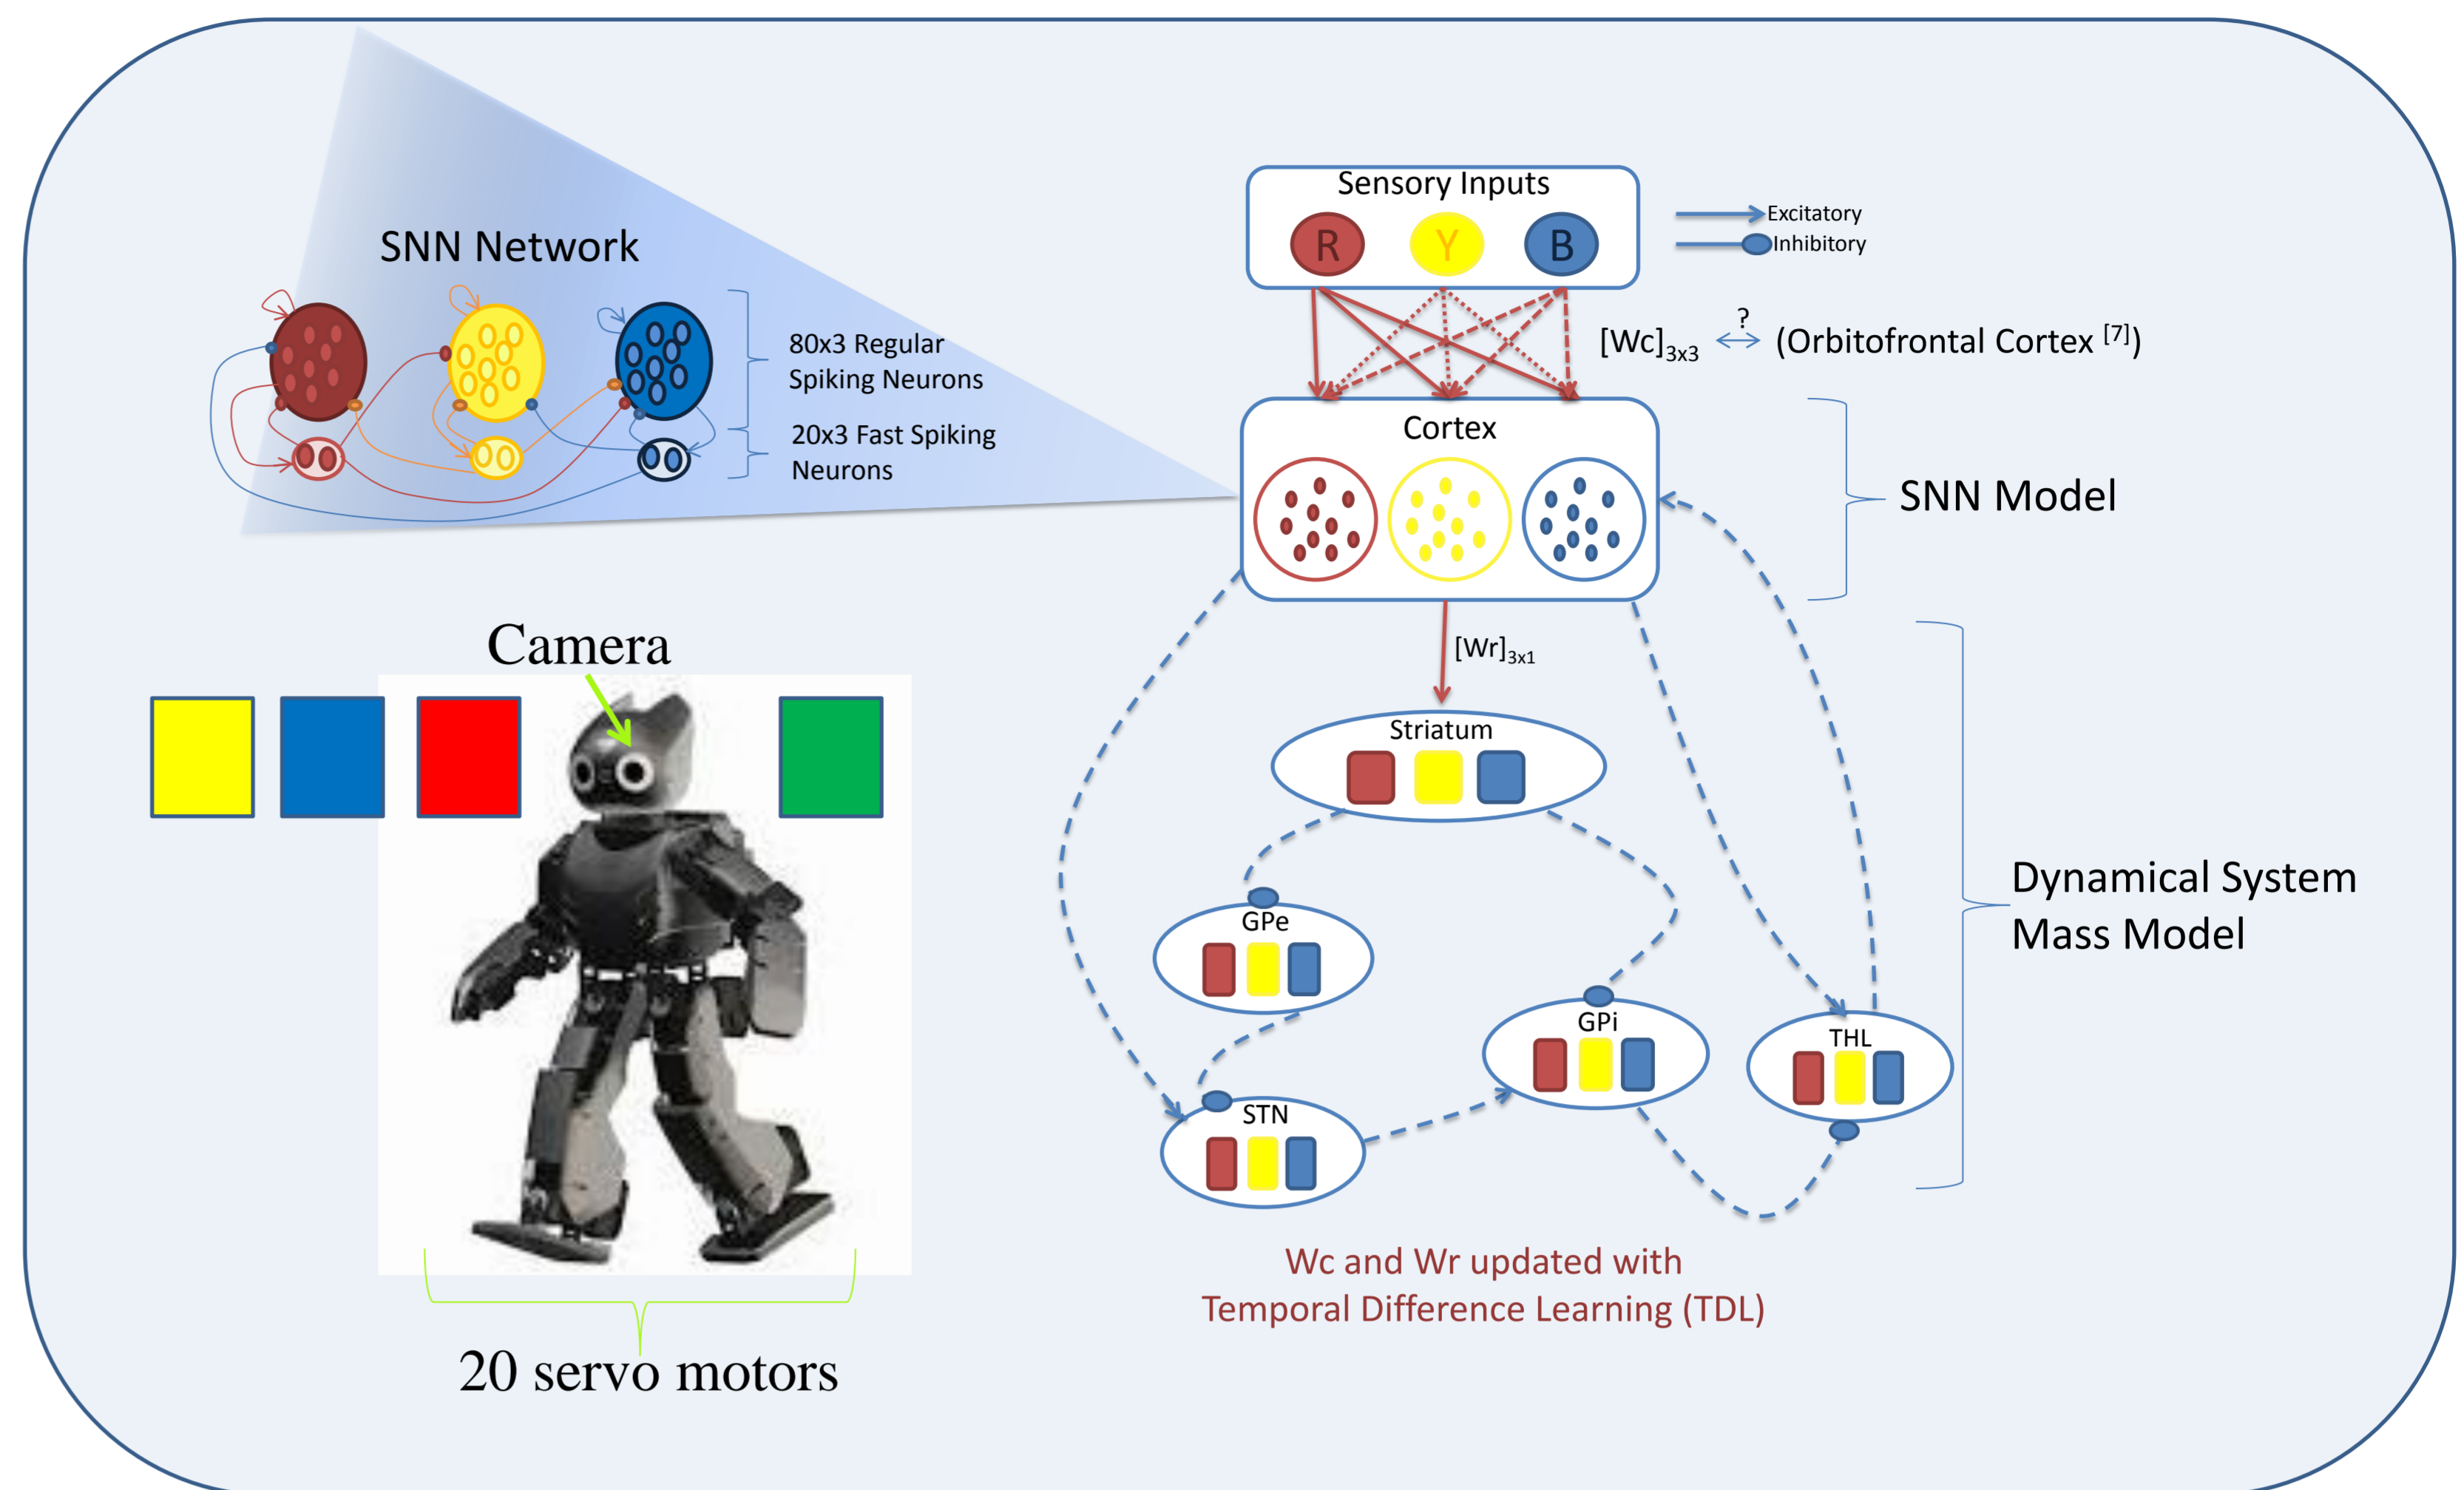 SNN Network
80x3 Regular
Spiking Neurons
20x3 Fast Spiking
Neurons
Sensory Inputs
R Y B
Excitatory
Inhibitory
[Wc]3x3 ? (Orbitofrontal Cortex [7])
Cortex
SNN Model
[Wr]3x1
Camera
Striatum
GPe
GPi
THL
STN
Dynamical System
Mass Model
Wc and Wr updated with
Temporal Difference Learning (TDL)
20 servo motors